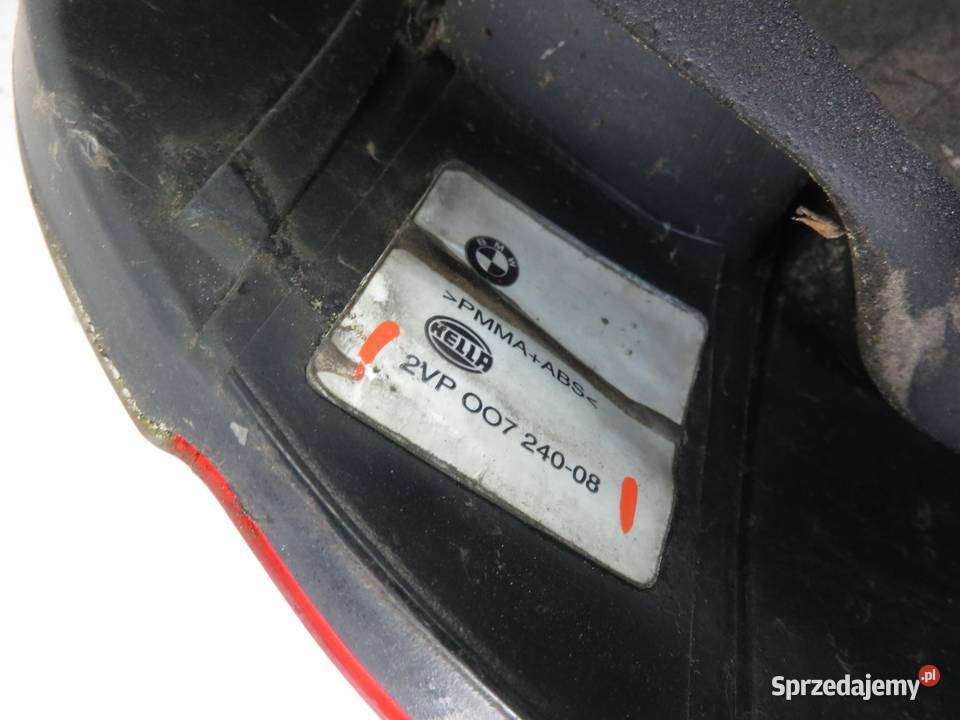 BMW
>PMMA+ABS<
HELLA
2VP 007 240-08
Sprzedajemy.pl